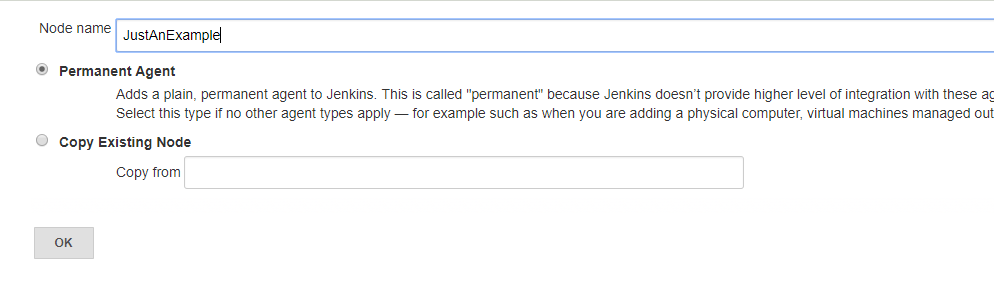 Node name JustAnExample
Permanent Agent
Adds a plain, permanent agent to Jenkins. This is called "permanent" because Jenkins doesn’t provide higher level of integration with these
Select this type if no other agent types apply — for example such as when you are adding a physical computer, virtual machines managed
Copy Existing Node
Copy from
OK